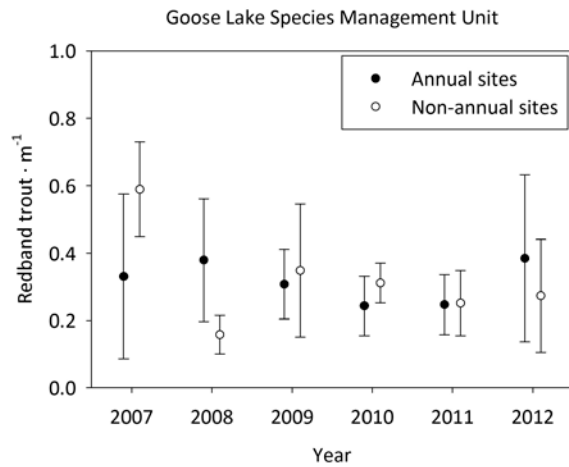 Goose Lake Species Management Unit
1.0
Annual sites
Non-annual sites
0.8
0.6
0.4
0.2
0.0
Redband trout · m⁻¹
2007 2008 2009 2010 2011 2012
Year